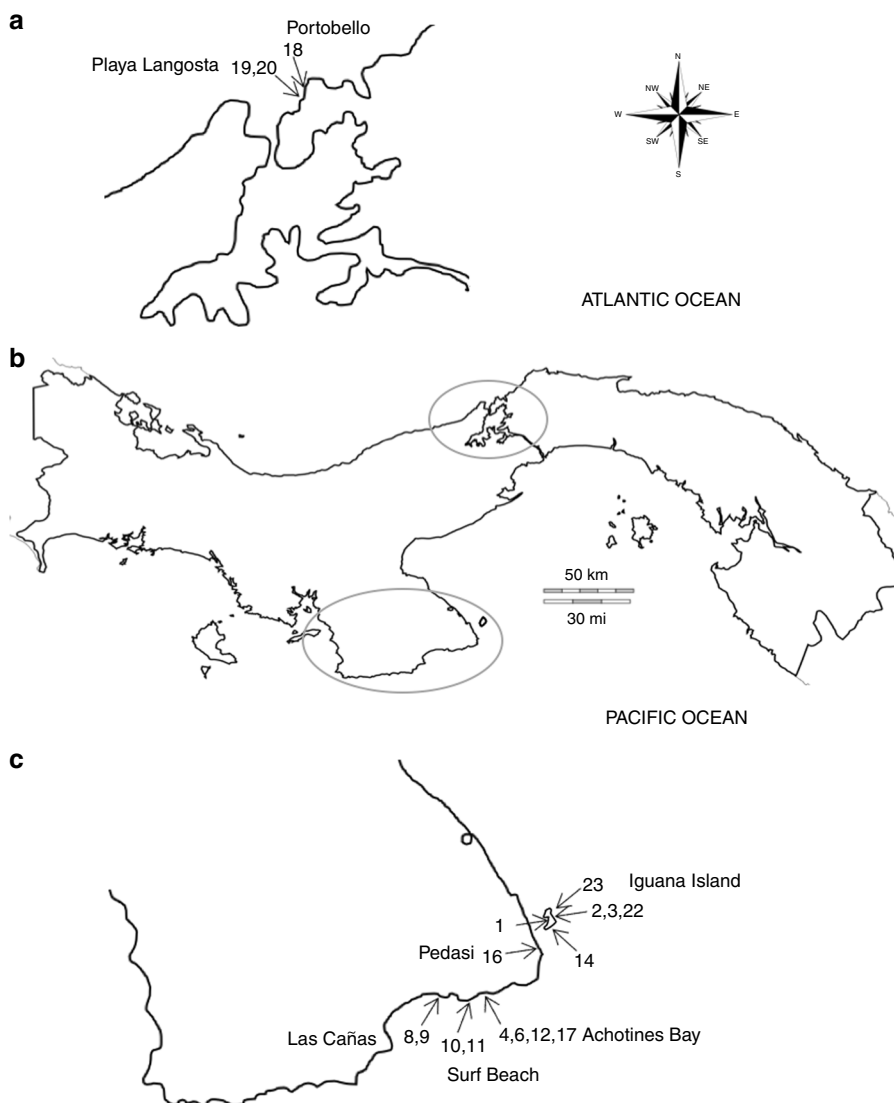 a
Portobello
18
Playa Langosta
19,20
N
NW
NE
W
E
SW
SE
S
ATLANTIC OCEAN
b
50 km
30 mi
PACIFIC OCEAN
c
23
Iguana Island
2,3,22
1
14
Pedasi
16
Las Cañas
8,9
10,11
4,6,12,17 Achotines Bay
Surf Beach